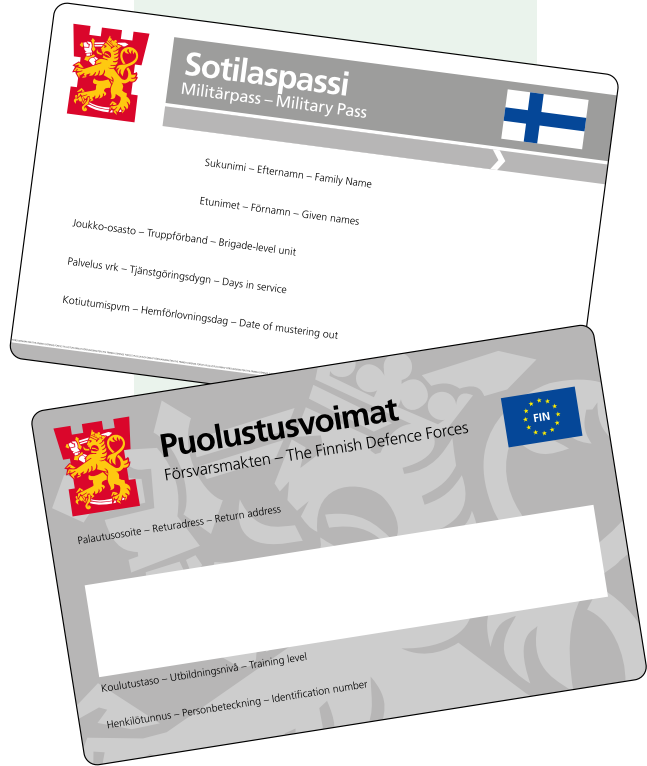 Sotilaspassi
Militärpass – Military Pass
Sukunimi – Efternamn – Family Name
Etunimet – Förnamn – Given names
Joukko-osasto – Truppförband – Brigade-level unit
Palvelus vrk – Tjänstgöringsdygn – Days in service
Kotiutumispvm – Hemförlovningsdag – Date of mustering out
Puolustusvoimat
Försvarsmakten – The Finnish Defence Forces
FIN
Palautusosoite – Returadress – Return address
Koulutustaso – Utbildningsnivå – Training level
Henkilötunnus – Personbeteckning – Identification number